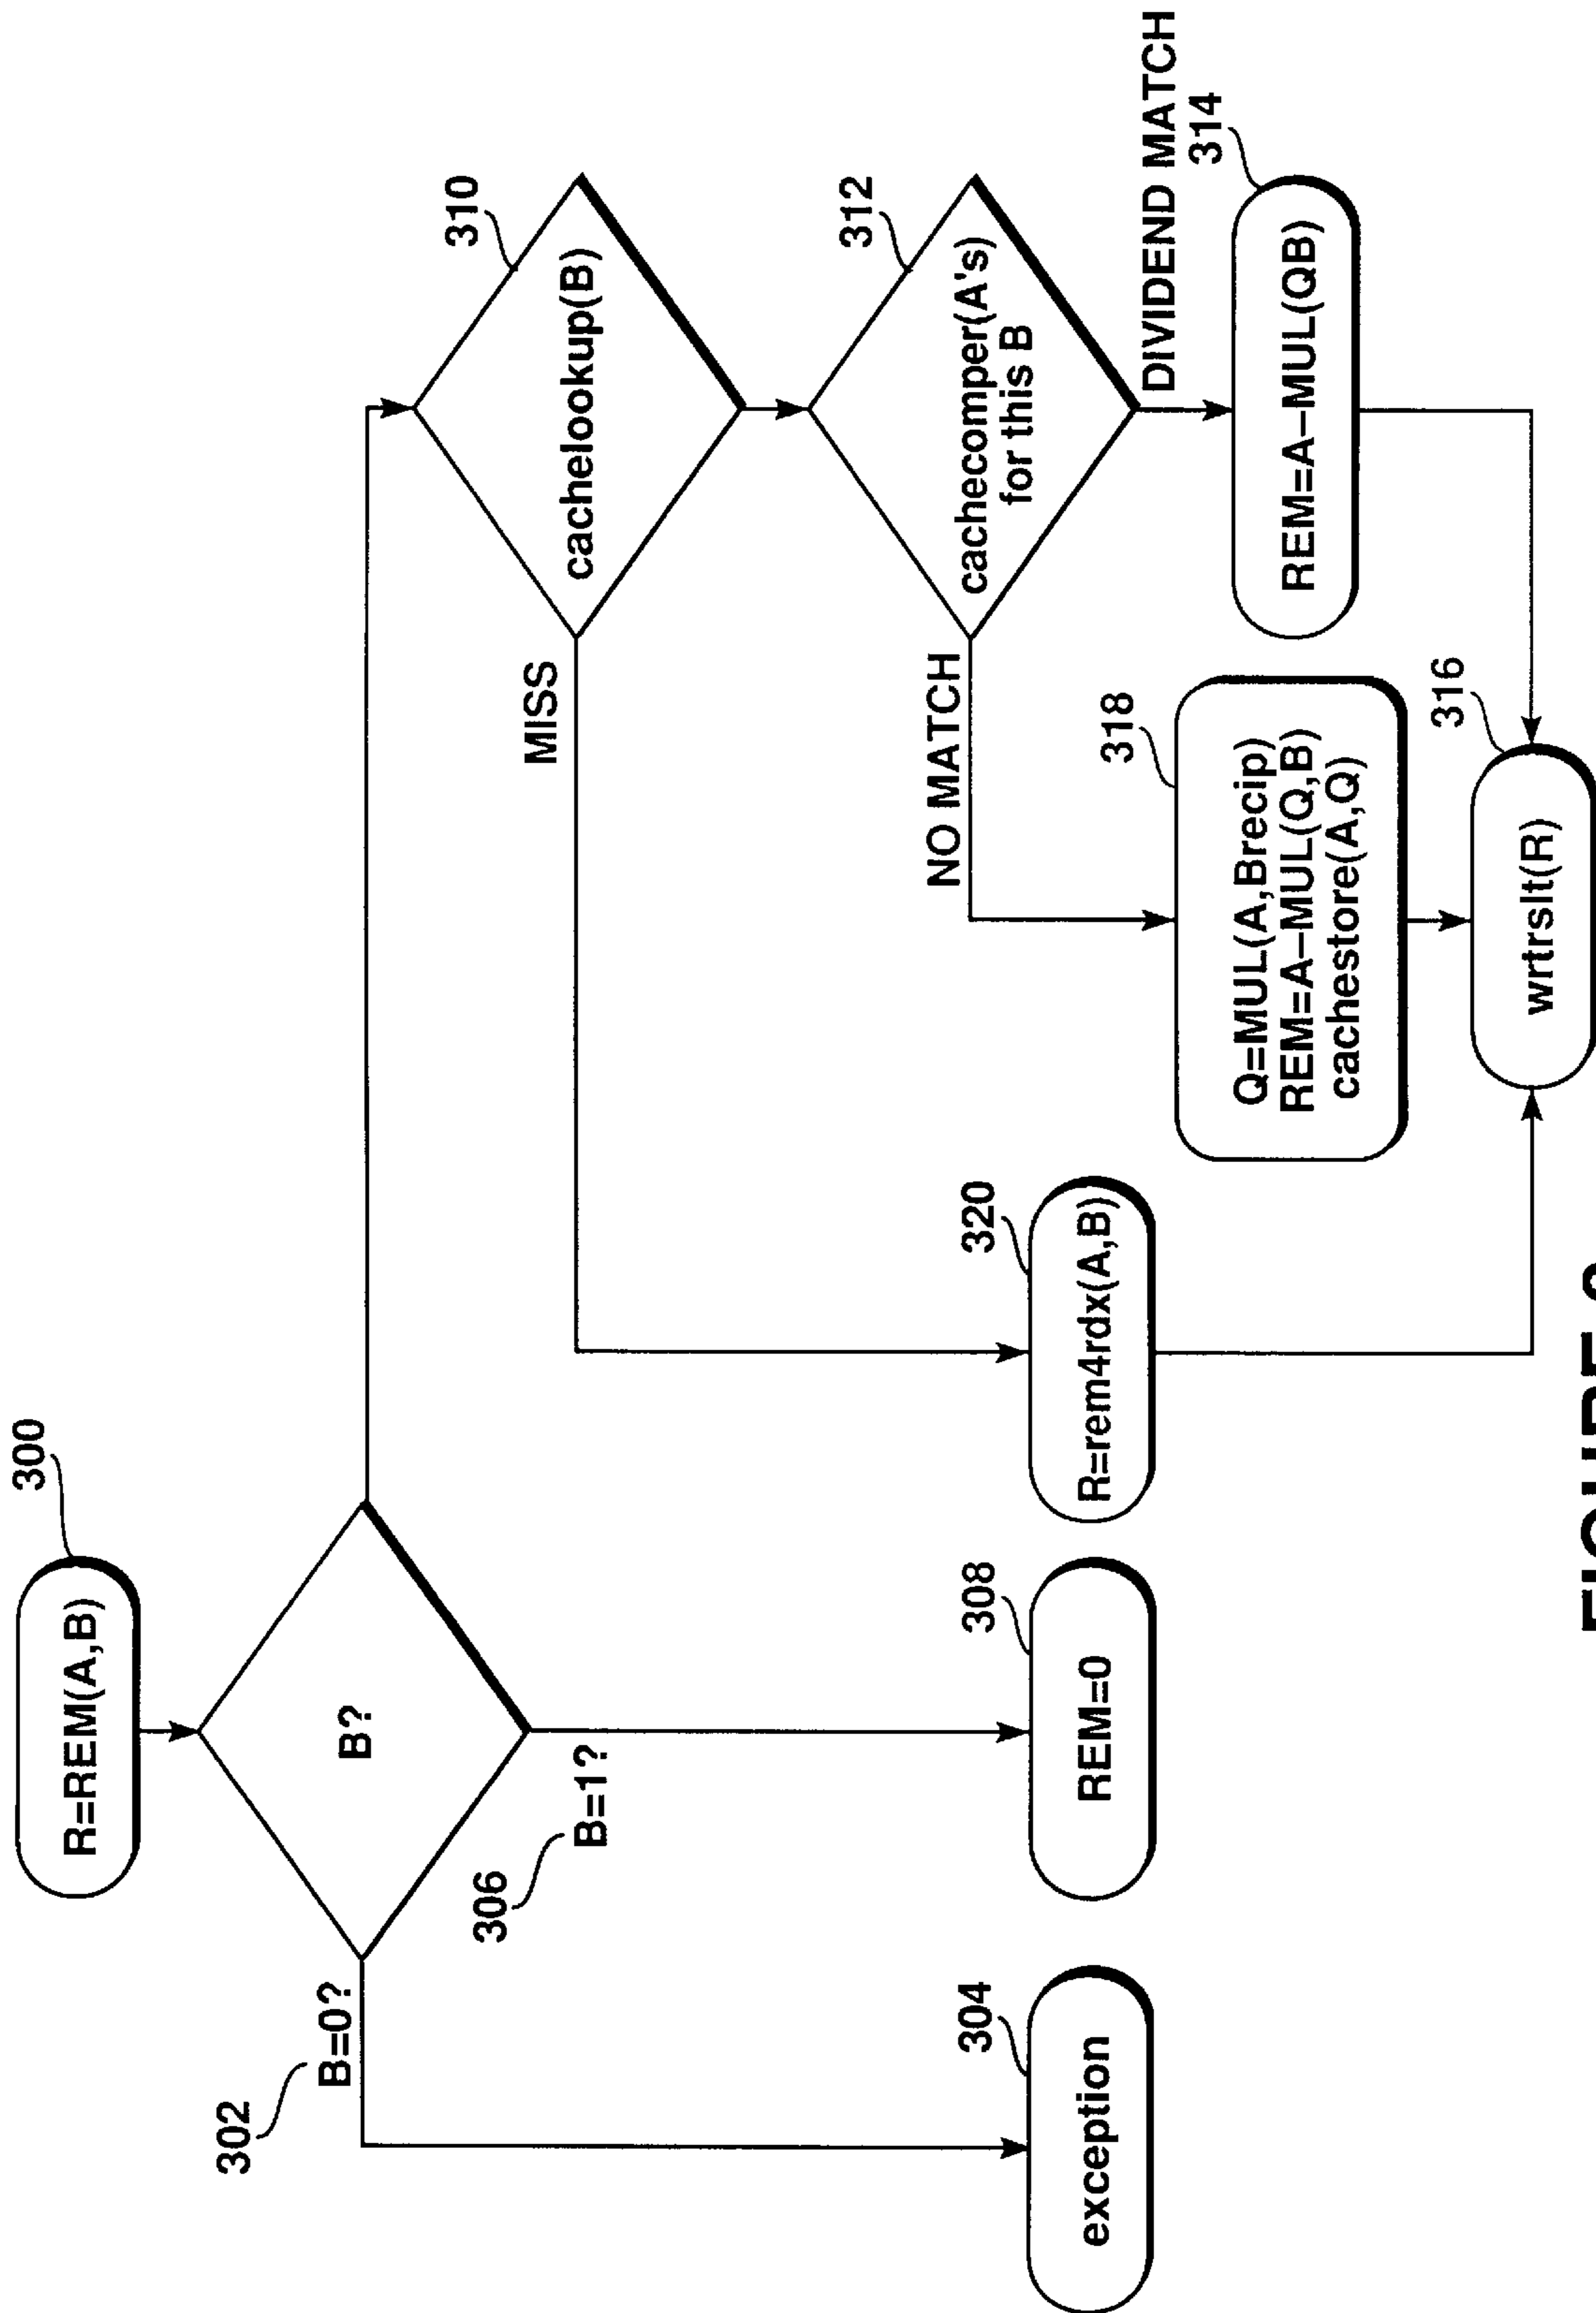 300
R=REM(A,B)
B?
302
B=0?
306
B=1?
304
exception
308
REM=0
310
cachelookup(B)
MISS
312
cachecomper(A's)
for this B
NO MATCH
DIVIDEND MATCH
314
REM=A−MUL(QB)
318
Q=MUL(A,Brecip)
REM=A−MUL(Q,B)
cachestore(A,Q)
320
R=rem4rdx(A,B)
316
wrtrslt(R)
FIGURE